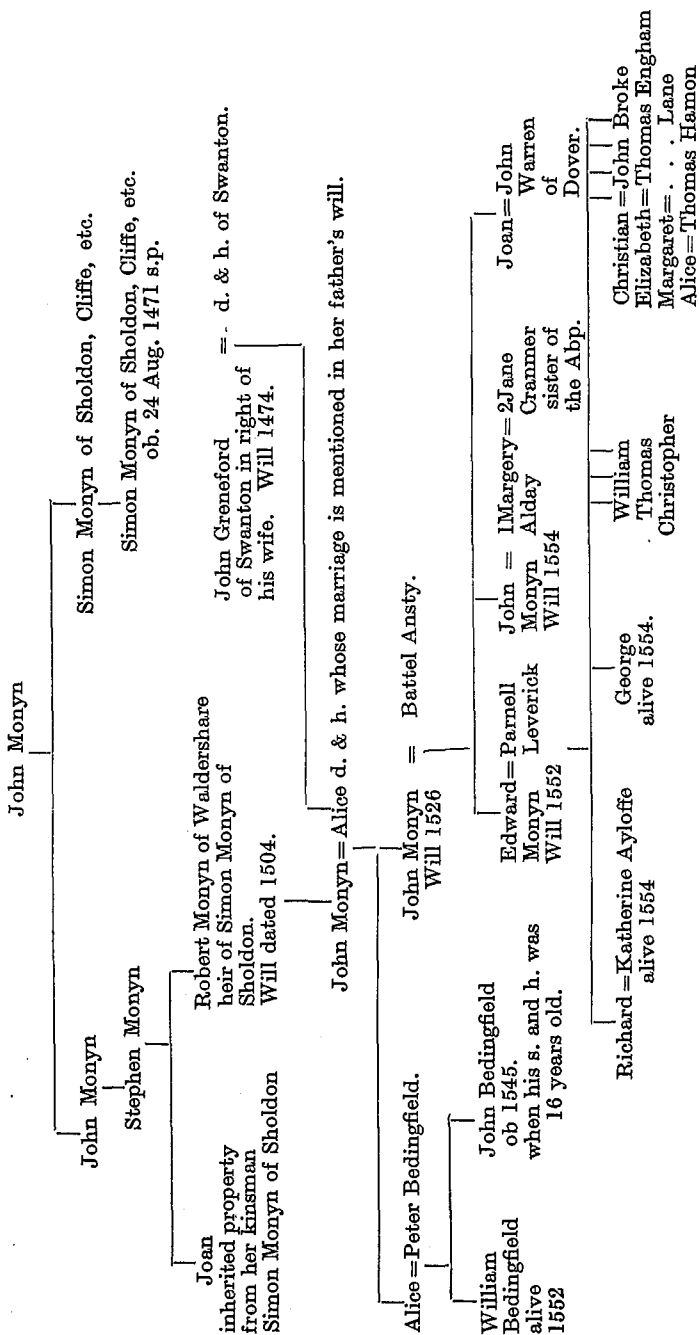 John Monyn
John Monyn
Simon Monyn of Sholdon, Cliffe, etc.
Stephen Monyn
Simon Monyn of Sholdon, Cliffe, etc.
ob. 24 Aug. 1471 s.p.
Joan
inherited property
from her kinsman
Simon Monyn of Sholdon
Robert Monyn of Waldershare
heir of Simon Monyn of
Sholdon.
Will dated 1504.
John Greneford
of Swanton in right of
his wife. Will 1474.
= d. & h. of Swanton.
John Monyn=Alice d. & h. whose marriage is mentioned in her father's will.
Alice=Peter Bedingfield.
John Monyn = Battel Ansty.
Will 1526
William
Bedingfield
alive
1552
John Bedingfield
ob 1545.
when his s. and h. was
16 years old.
Edward=Parnell
Monyn Leverick
Will 1552
John = 1Margery=2Jane
Monyn Alday Cranmer
Will 1554 sister of
the Abp.
Joan=John
Warren
of
Dover.
Richard=Katherine Ayloffe
alive 1554
George
alive 1554.
William
Thomas
Christopher
Christian=John Broke
Elizabeth=Thomas Engham
Margaret=. . . Lane
Alice=Thomas Hamon